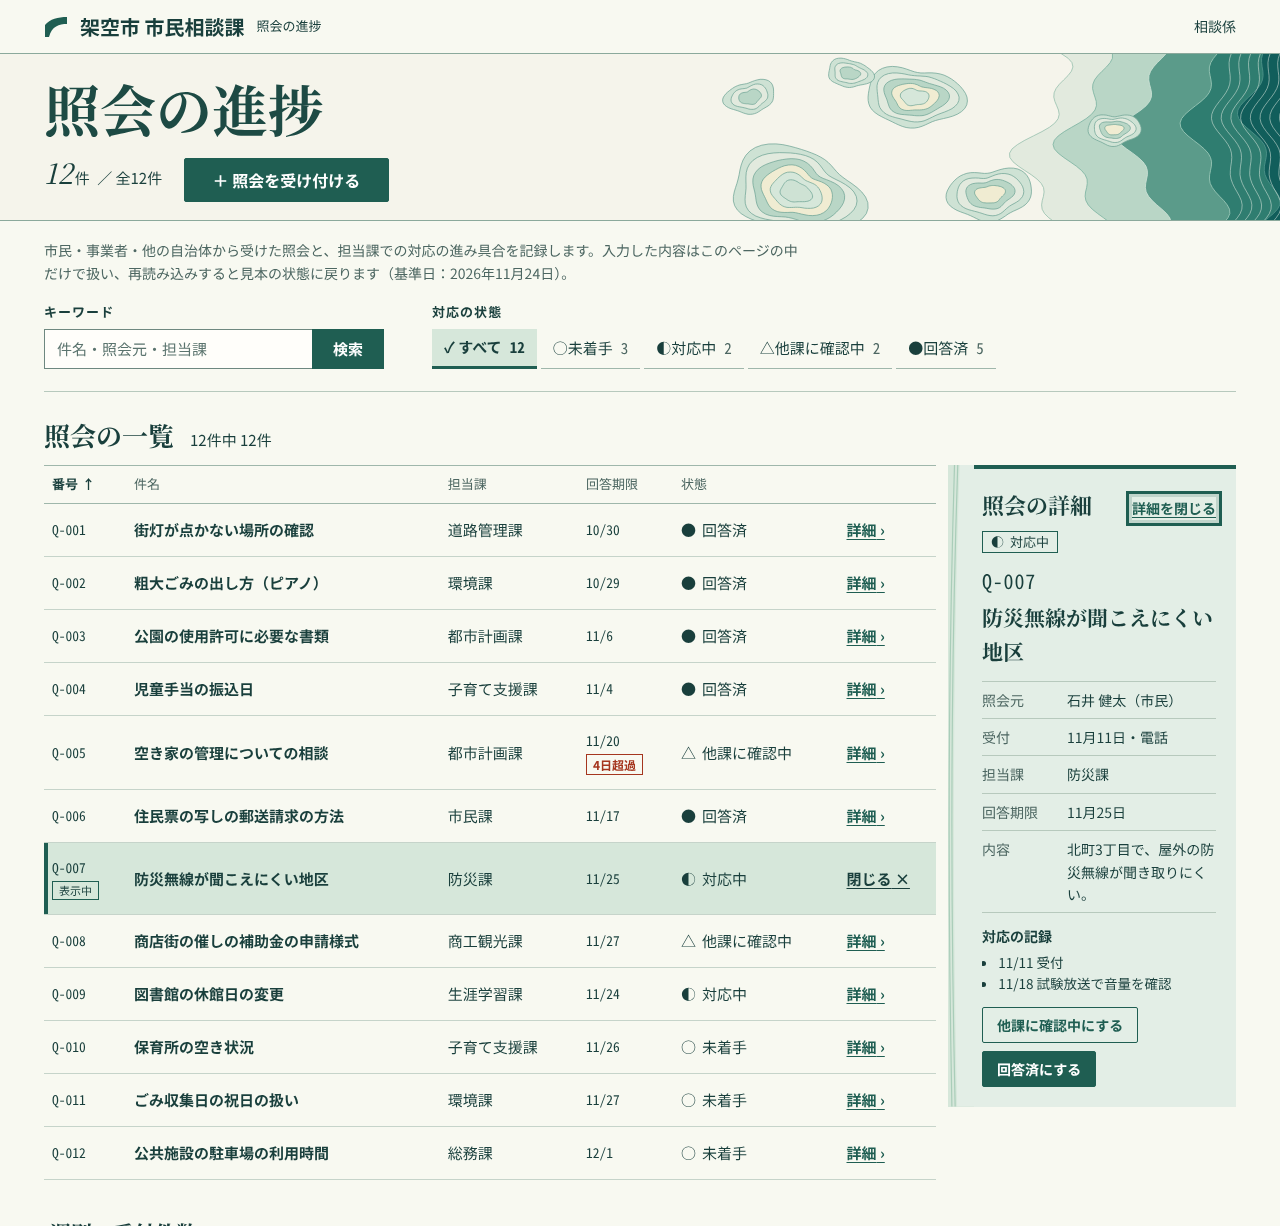 架空市 市民相談課 照会の進捗 相談係
照会の進捗
12件 ／ 全12件 ＋ 照会を受け付ける
市民・事業者・他の自治体から受けた照会と、担当課での対応の進み具合を記録します。入力した内容はこのページの中
だけで扱い、再読み込みすると見本の状態に戻ります（基準日：2026年11月24日）。
キーワード
件名・照会元・担当課 検索
対応の状態
✓すべて 12 ○未着手 3 ◐対応中 2 △他課に確認中 2 ●回答済 5
照会の一覧 12件中 12件
番号 ↑ 件名 担当課 回答期限 状態
Q-001 街灯が点かない場所の確認 道路管理課 10/30 ● 回答済 詳細 ›
Q-002 粗大ごみの出し方（ピアノ） 環境課 10/29 ● 回答済 詳細 ›
Q-003 公園の使用許可に必要な書類 都市計画課 11/6 ● 回答済 詳細 ›
Q-004 児童手当の振込日 子育て支援課 11/4 ● 回答済 詳細 ›
Q-005 空き家の管理についての相談 都市計画課 11/20 4日超過 △ 他課に確認中 詳細 ›
Q-006 住民票の写しの郵送請求の方法 市民課 11/17 ● 回答済 詳細 ›
Q-007 表示中 防災無線が聞こえにくい地区 防災課 11/25 ◐ 対応中 閉じる ×
Q-008 商店街の催しの補助金の申請様式 商工観光課 11/27 △ 他課に確認中 詳細 ›
Q-009 図書館の休館日の変更 生涯学習課 11/24 ◐ 対応中 詳細 ›
Q-010 保育所の空き状況 子育て支援課 11/26 ○ 未着手 詳細 ›
Q-011 ごみ収集日の祝日の扱い 環境課 11/27 ○ 未着手 詳細 ›
Q-012 公共施設の駐車場の利用時間 総務課 12/1 ○ 未着手 詳細 ›
照会の詳細 詳細を閉じる
◐ 対応中
Q-007
防災無線が聞こえにくい
地区
照会元 石井 健太（市民）
受付 11月11日・電話
担当課 防災課
回答期限 11月25日
内容 北町3丁目で、屋外の防
災無線が聞き取りにく
い。
対応の記録
11/11 受付
11/18 試験放送で音量を確認
他課に確認中にする
回答済にする